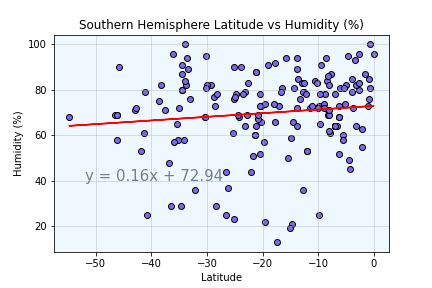 Southern Hemisphere Latitude vs Humidity (%)
100
80
60
40
20
Humidity (%)
y = 0.16x + 72.94
−50
−40
−30
−20
−10
0
Latitude